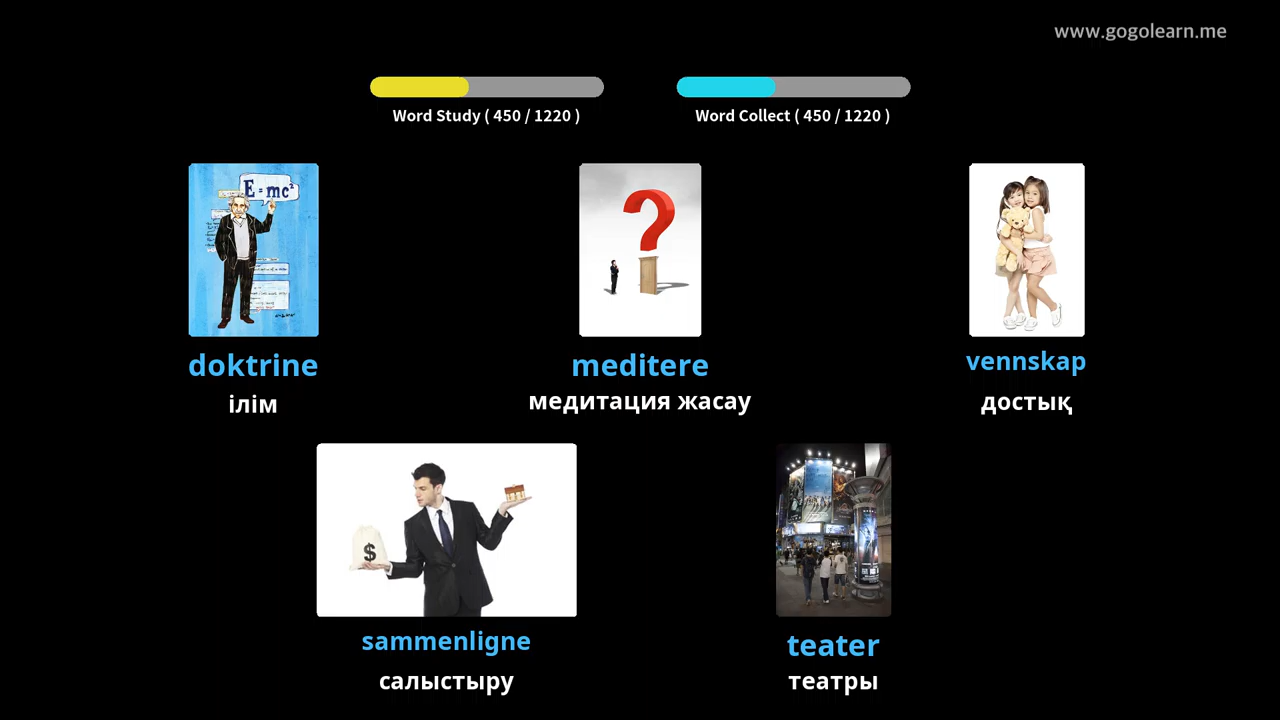 www.gogolearn.me
Word Study ( 450 / 1220 )
Word Collect ( 450 / 1220 )
E=mc²
doktrine
ілім
meditere
медитация жасау
vennskap
достық
$
sammenligne
салыстыру
teater
театры